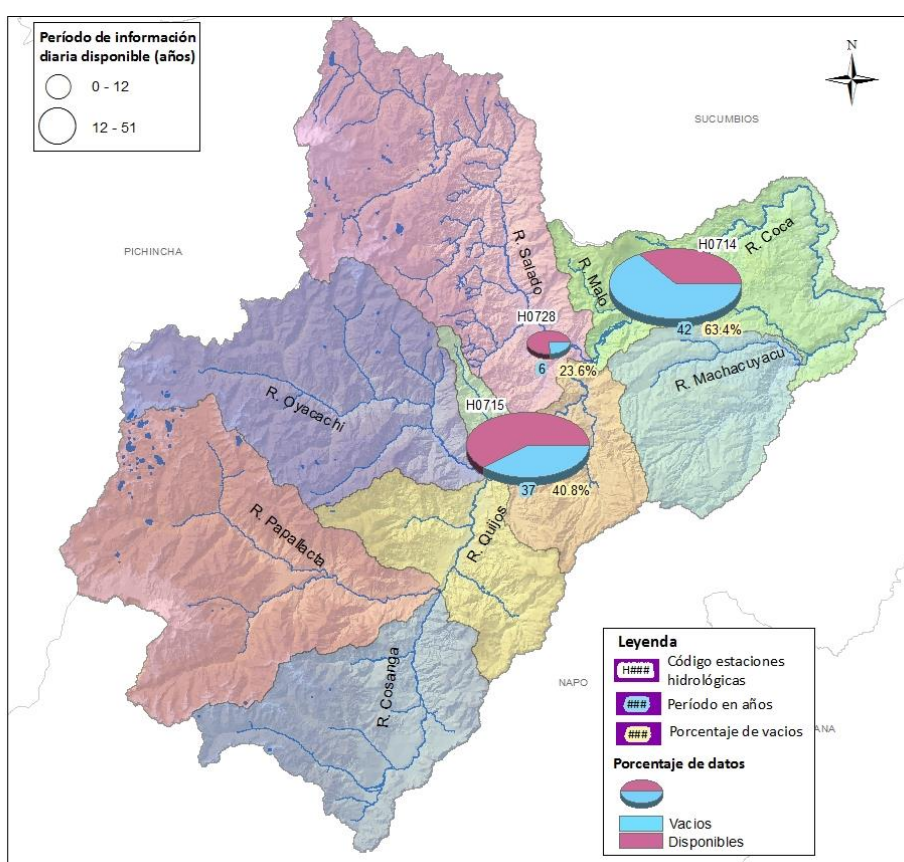 Período de información
diaria disponible (años)
0 - 12
12 - 51
N
SUCUMBIOS
PICHINCHA
R. Salado
R. Malo
H0714
R. Coca
42 63.4%
H0728
6 23.6%
R. Machacuyacu
R. Oyacachi
H0715
37 40.8%
R. Quijos
R. Papallacta
R. Cosanga
NAPO
ANA
Leyenda
H### Código estaciones
hidrológicas
### Período en años
### Porcentaje de vacios
Porcentaje de datos
Vacios
Disponibles